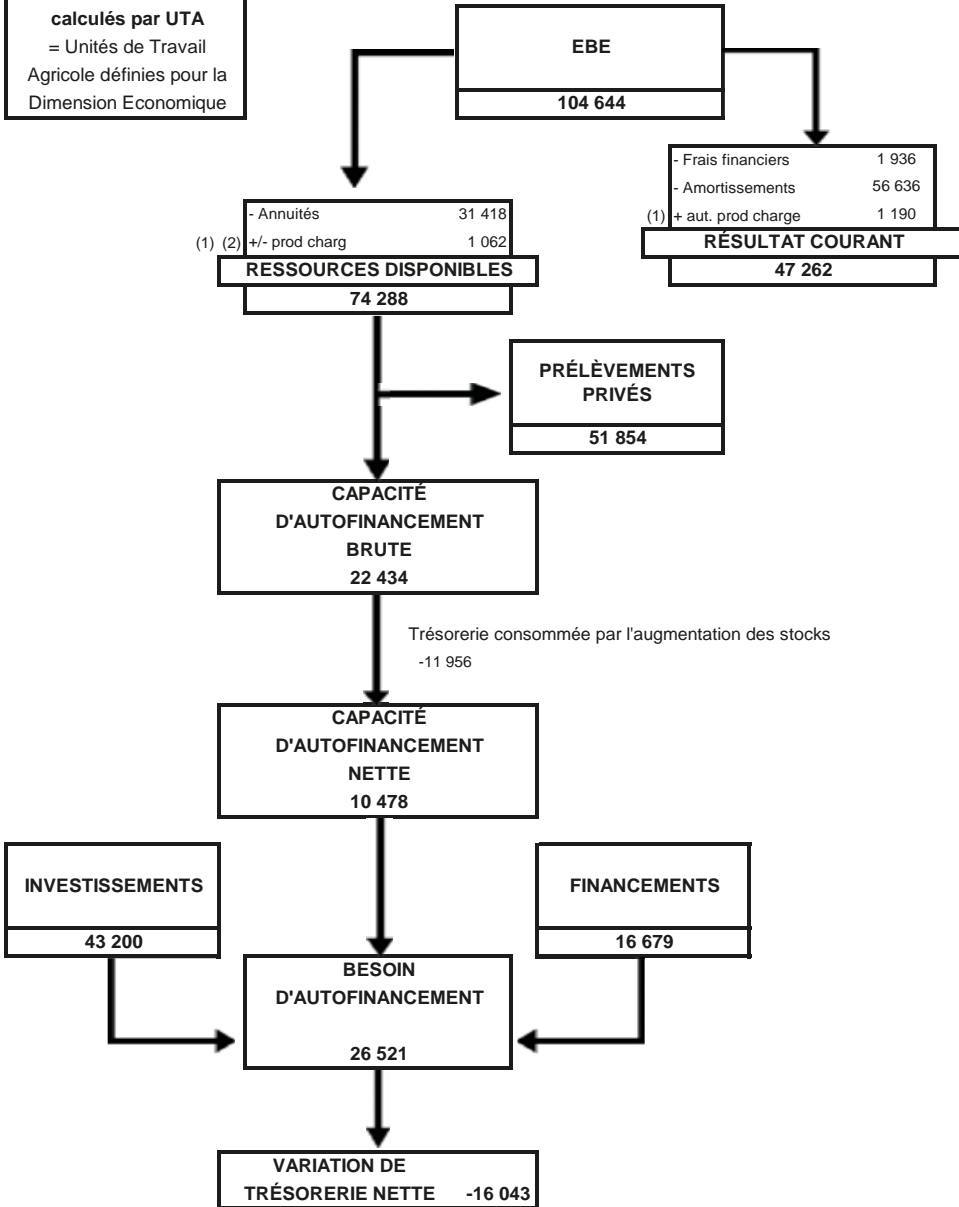 calculés par UTA
= Unités de Travail
Agricole définies pour la
Dimension Economique
EBE
104 644
- Frais financiers 1 936
- Amortissements 56 636
(1) + aut. prod charge 1 190
RÉSULTAT COURANT
47 262
- Annuités 31 418
(1) (2) +/- prod charg 1 062
RESSOURCES DISPONIBLES
74 288
PRÉLÈVEMENTS
PRIVÉS
51 854
CAPACITÉ
D'AUTOFINANCEMENT
BRUTE
22 434
Trésorerie consommée par l'augmentation des stocks
-11 956
CAPACITÉ
D'AUTOFINANCEMENT
NETTE
10 478
INVESTISSEMENTS
43 200
FINANCEMENTS
16 679
BESOIN
D'AUTOFINANCEMENT
26 521
VARIATION DE
TRÉSORERIE NETTE -16 043